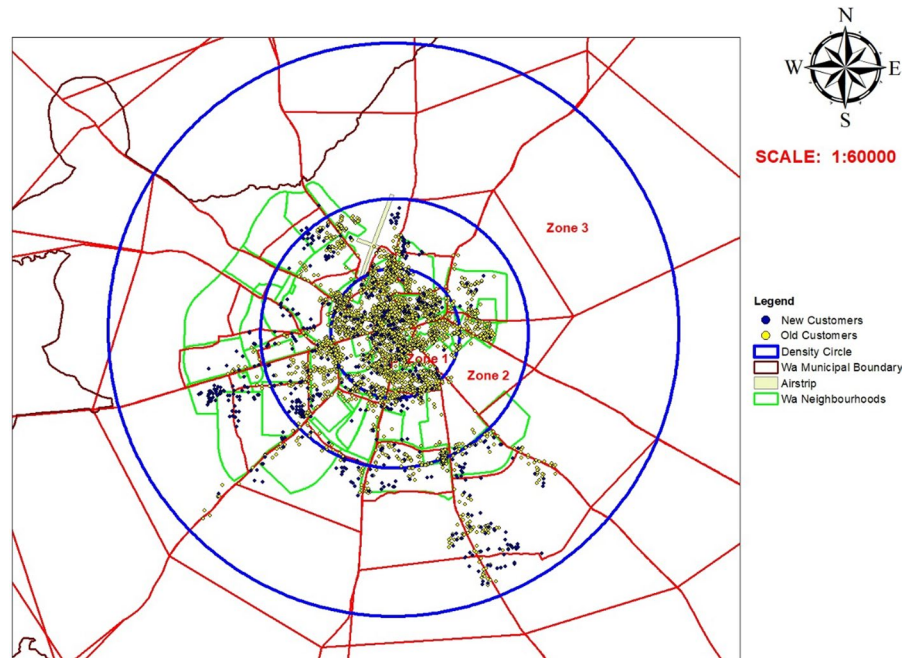 N
W E
S
SCALE: 1:60000
Zone 3
Zone 1
Zone 2
Legend
New Customers
Old Customers
Density Circle
Wa Municipal Boundary
Airstrip
Wa Neighbourhoods